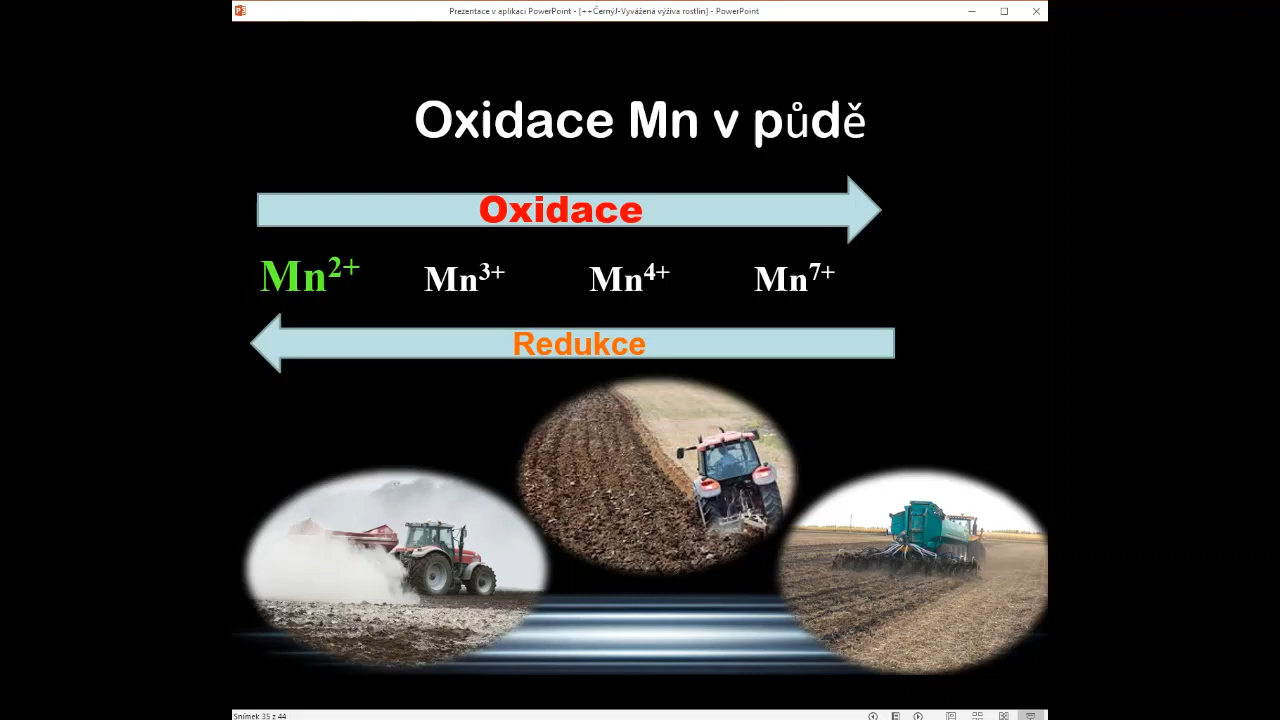 Prezentace v aplikaci PowerPoint - [++ČernýJ-Vyvážená výživa rostlin] - PowerPoint
Oxidace Mn v půdě
Oxidace
Mn²⁺ Mn³⁺ Mn⁴⁺ Mn⁷⁺
Redukce
Snímek 35 z 44